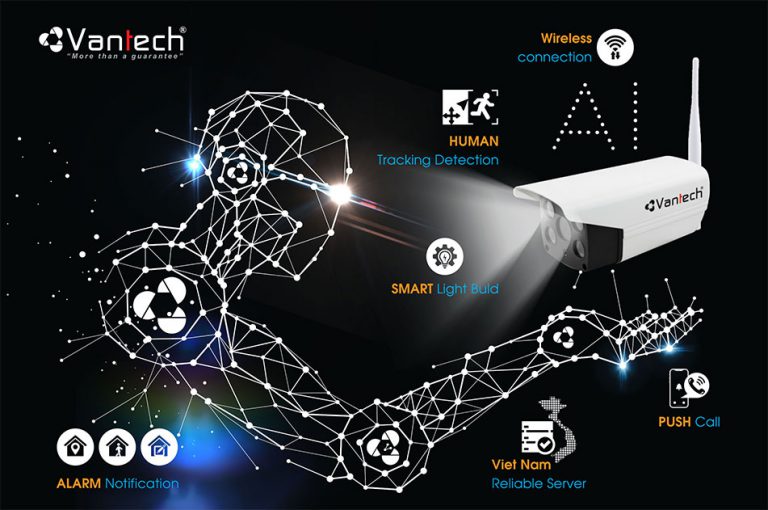 Vantech®
"More than a guarantee"
Wireless
connection
AI
HUMAN
Tracking Detection
Vantech®
SMART Light Buld
PUSH Call
Viet Nam
Reliable Server
ALARM Notification